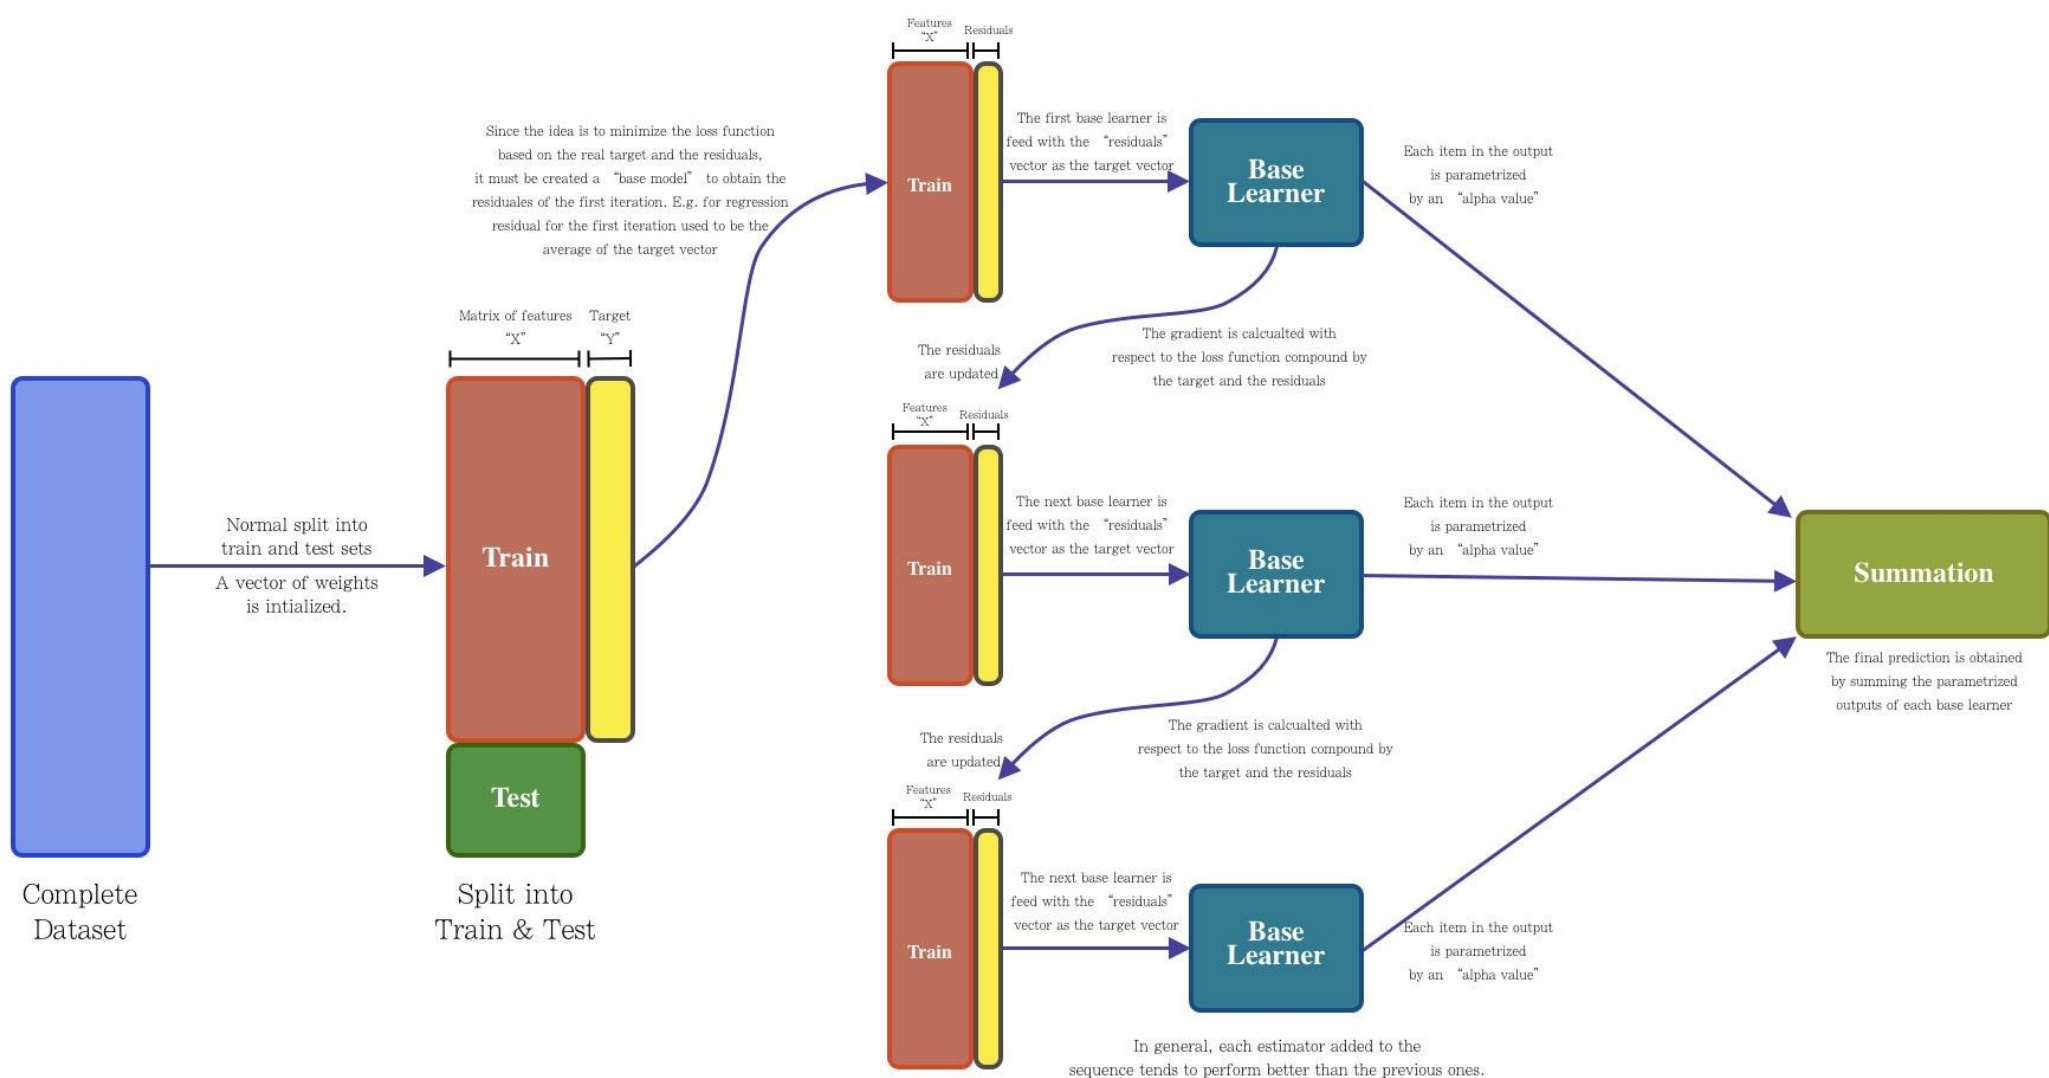 Complete
Dataset
Normal split into
train and test sets
A vector of weights
is intialized.
Matrix of features
“X”
Target
“Y”
Train
Test
Split into
Train & Test
Since the idea is to minimize the loss function
based on the real target and the residuals,
it must be created a “base model” to obtain the
residuales of the first iteration. E.g. for regression
residual for the first iteration used to be the
average of the target vector
Features
“X”
Residuals
Train
The first base learner is
feed with the “residuals”
vector as the target vector
Base
Learner
Each item in the output
is parametrized
by an “alpha value”
The gradient is calcualted with
respect to the loss function compound by
the target and the residuals
The residuals
are updated
Features
“X”
Residuals
Train
The next base learner is
feed with the “residuals”
vector as the target vector
Base
Learner
Each item in the output
is parametrized
by an “alpha value”
The gradient is calcualted with
respect to the loss function compound by
the target and the residuals
The residuals
are updated
Features
“X”
Residuals
Train
The next base learner is
feed with the “residuals”
vector as the target vector
Base
Learner
Each item in the output
is parametrized
by an “alpha value”
In general, each estimator added to the
sequence tends to perform better than the previous ones.
Summation
The final prediction is obtained
by summing the parametrized
outputs of each base learner